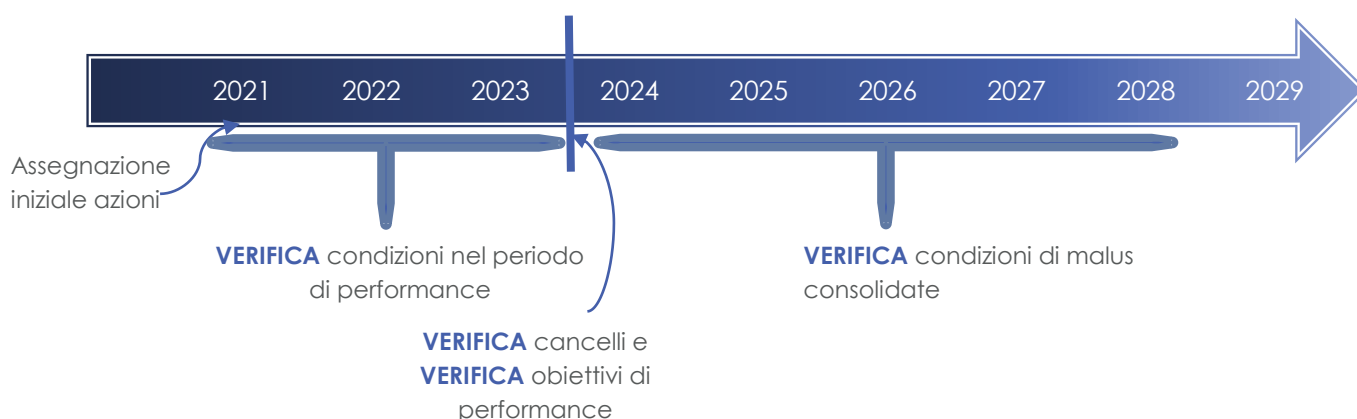 2021 2022 2023 2024 2025 2026 2027 2028 2029
Assegnazione
iniziale azioni
VERIFICA condizioni nel periodo
di performance
VERIFICA condizioni di malus
consolidate
VERIFICA cancelli e
VERIFICA obiettivi di
performance